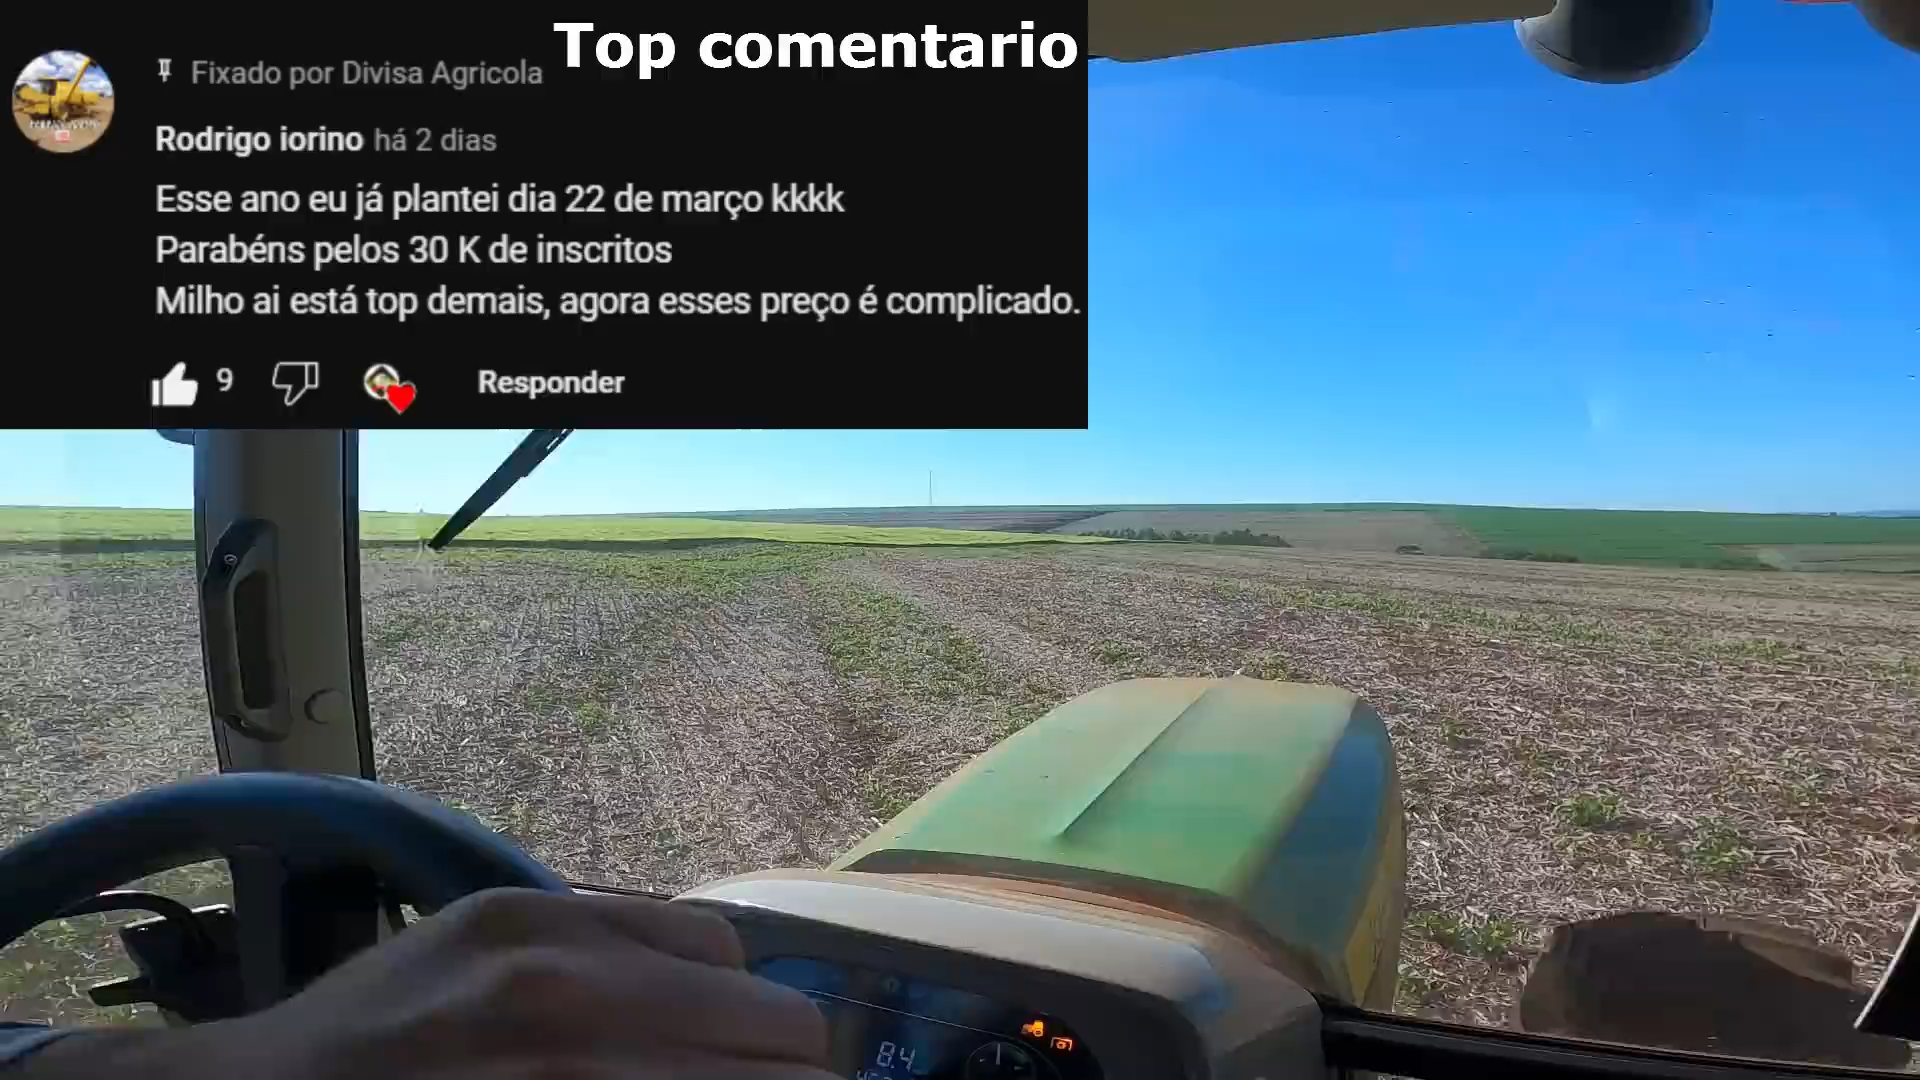 Top comentario
Fixado por Divisa Agricola
Rodrigo iorino há 2 dias
Esse ano eu já plantei dia 22 de março kkkk
Parabéns pelos 30 K de inscritos
Milho ai está top demais, agora esses preço é complicado.
9 Responder
8.4